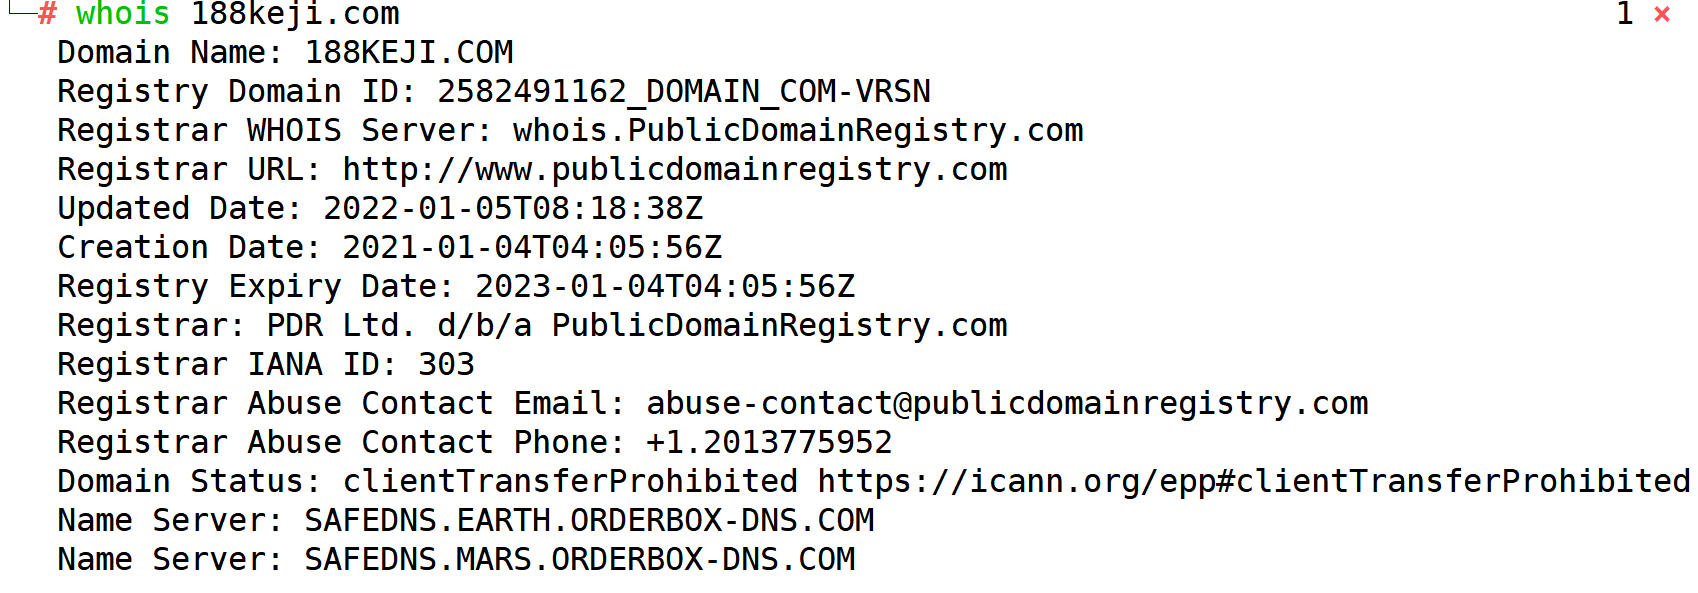 # whois 188keji.com 1 ×
Domain Name: 188KEJI.COM
Registry Domain ID: 2582491162_DOMAIN_COM-VRSN
Registrar WHOIS Server: whois.PublicDomainRegistry.com
Registrar URL: http://www.publicdomainregistry.com
Updated Date: 2022-01-05T08:18:38Z
Creation Date: 2021-01-04T04:05:56Z
Registry Expiry Date: 2023-01-04T04:05:56Z
Registrar: PDR Ltd. d/b/a PublicDomainRegistry.com
Registrar IANA ID: 303
Registrar Abuse Contact Email: abuse-contact@publicdomainregistry.com
Registrar Abuse Contact Phone: +1.2013775952
Domain Status: clientTransferProhibited https://icann.org/epp#clientTransferProhibited
Name Server: SAFEDNS.EARTH.ORDERBOX-DNS.COM
Name Server: SAFEDNS.MARS.ORDERBOX-DNS.COM